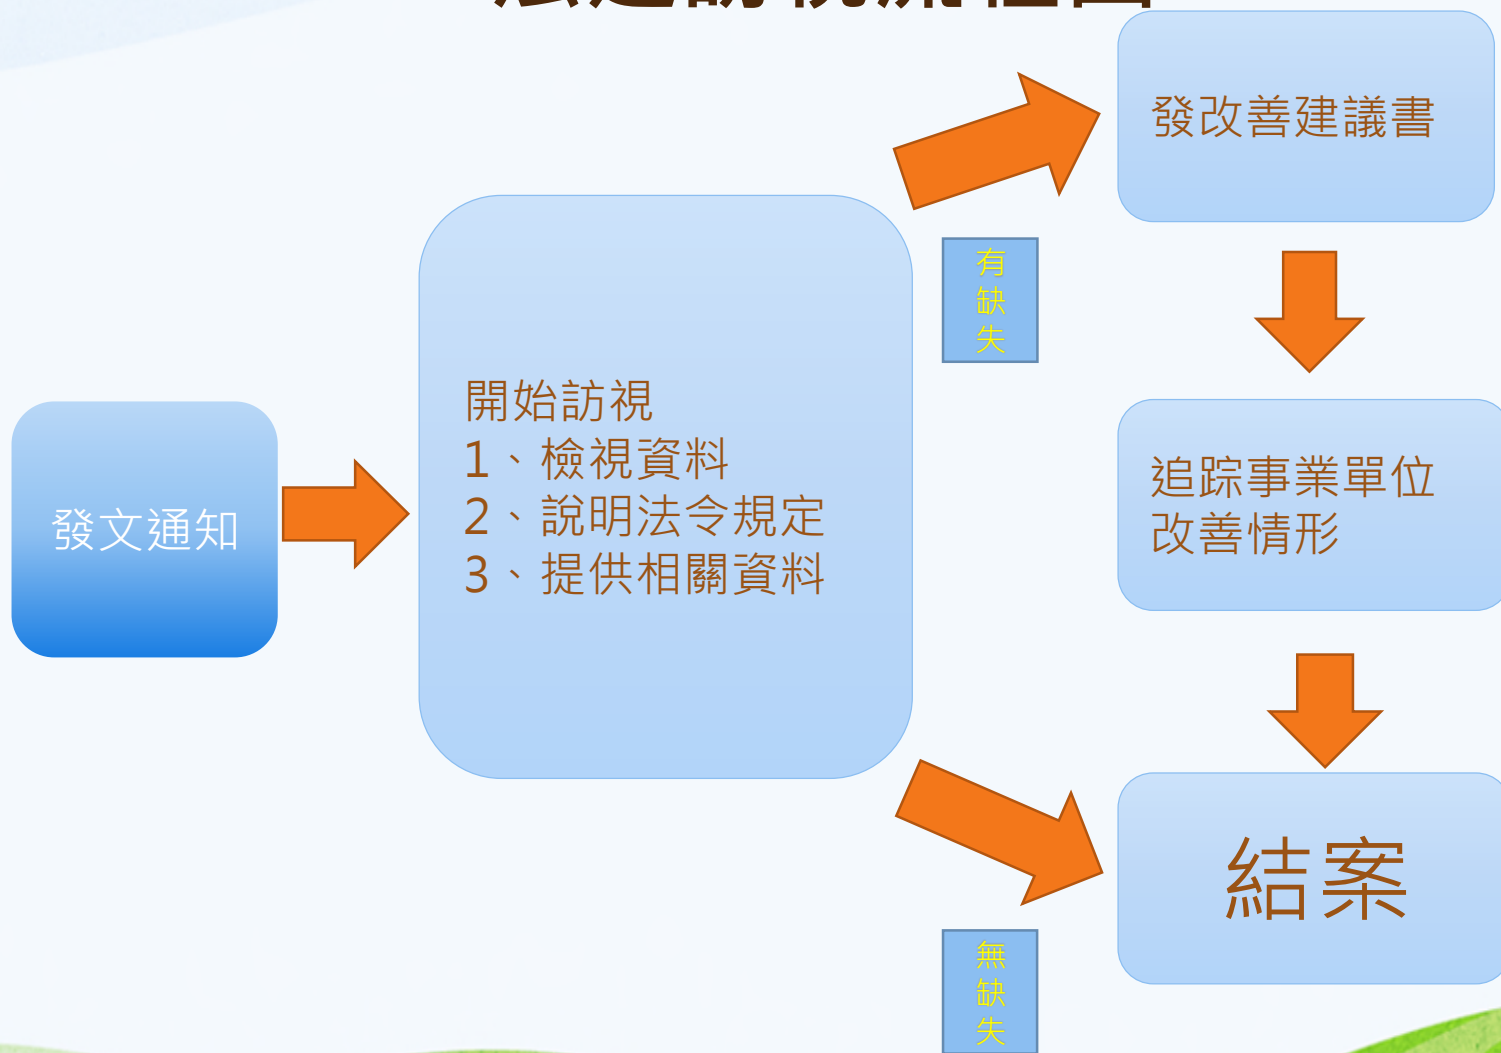 發文通知
開始訪視
1、檢視資料
2、說明法令規定
3、提供相關資料
有
缺
失
發改善建議書
追踪事業單位
改善情形
無
缺
失
結案